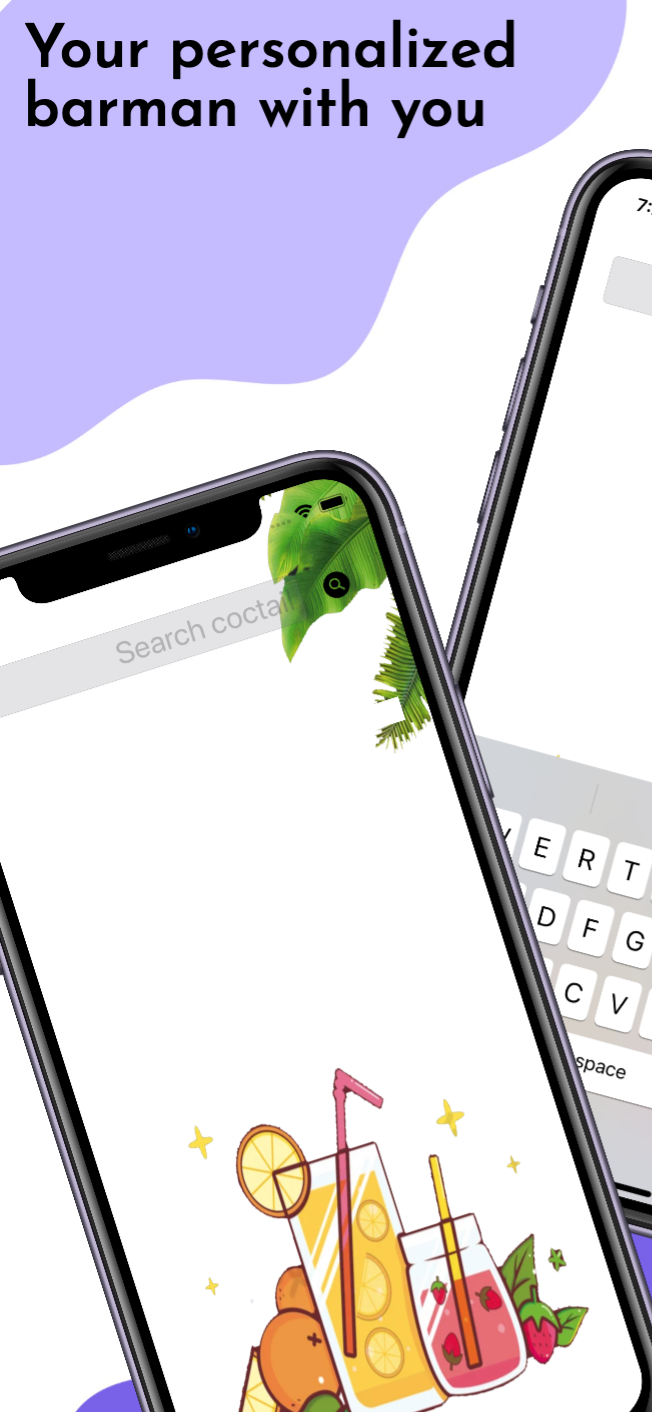 Your personalized
barman with you
7:
Search coctail
E R T
D F G
C V
space